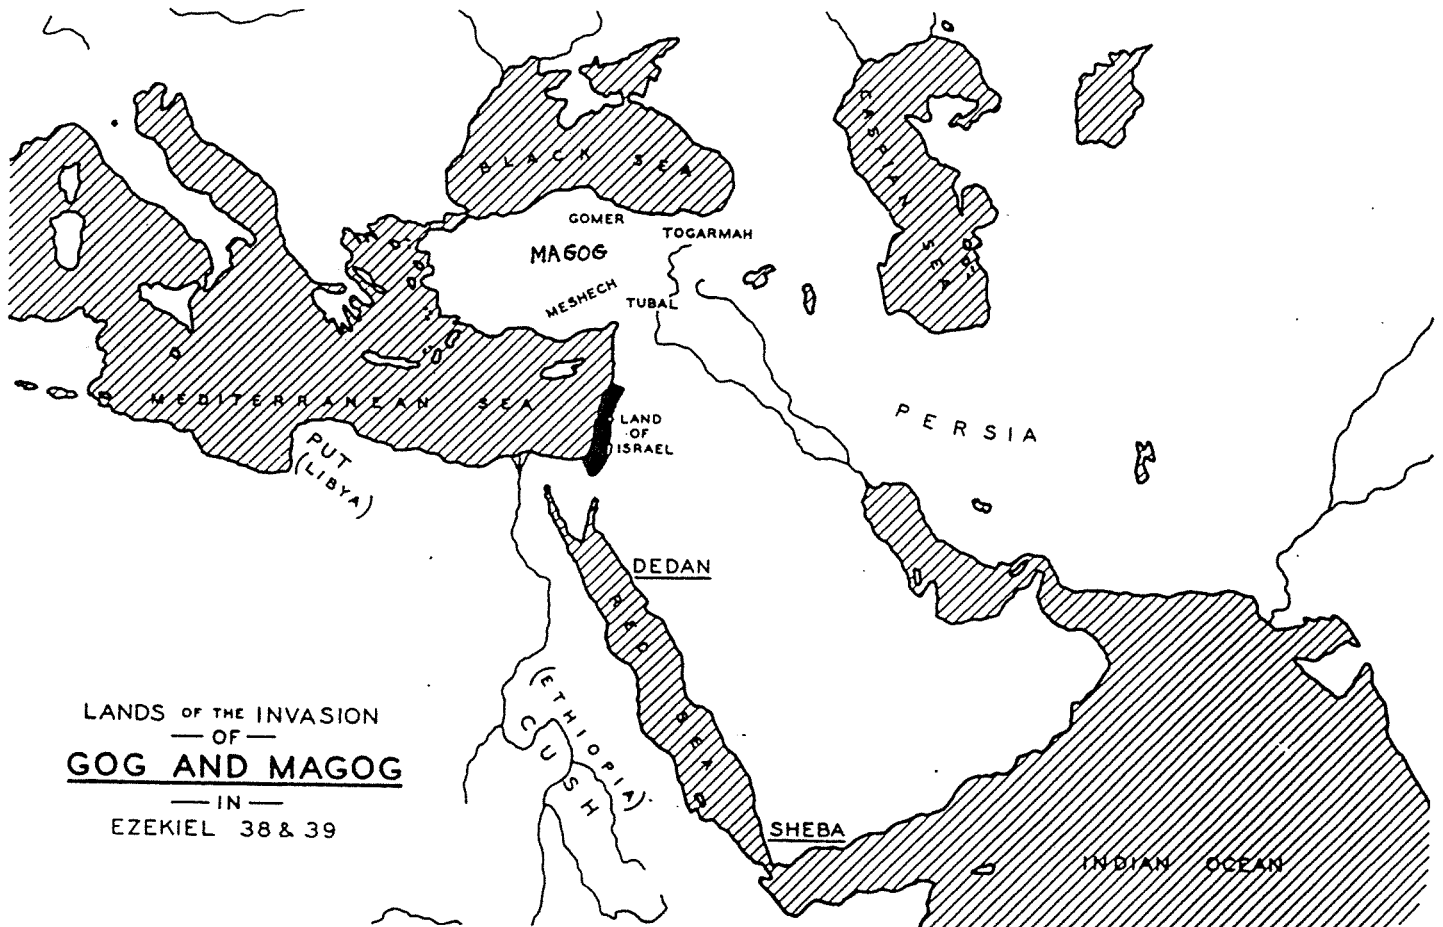 BLACK SEA
CASPIAN
SEA
GOMER
TOGARMAH
MAGOG
MESHECH
TUBAL
MEDITERRANEAN SEA
LAND
OF
ISRAEL
PERSIA
PUT
(LIBYA)
DEDAN
RED SEA
(ETHIOPIA)
CUSH
SHEBA
INDIAN OCEAN
LANDS OF THE INVASION
— OF —
GOG AND MAGOG
— IN —
EZEKIEL 38 & 39